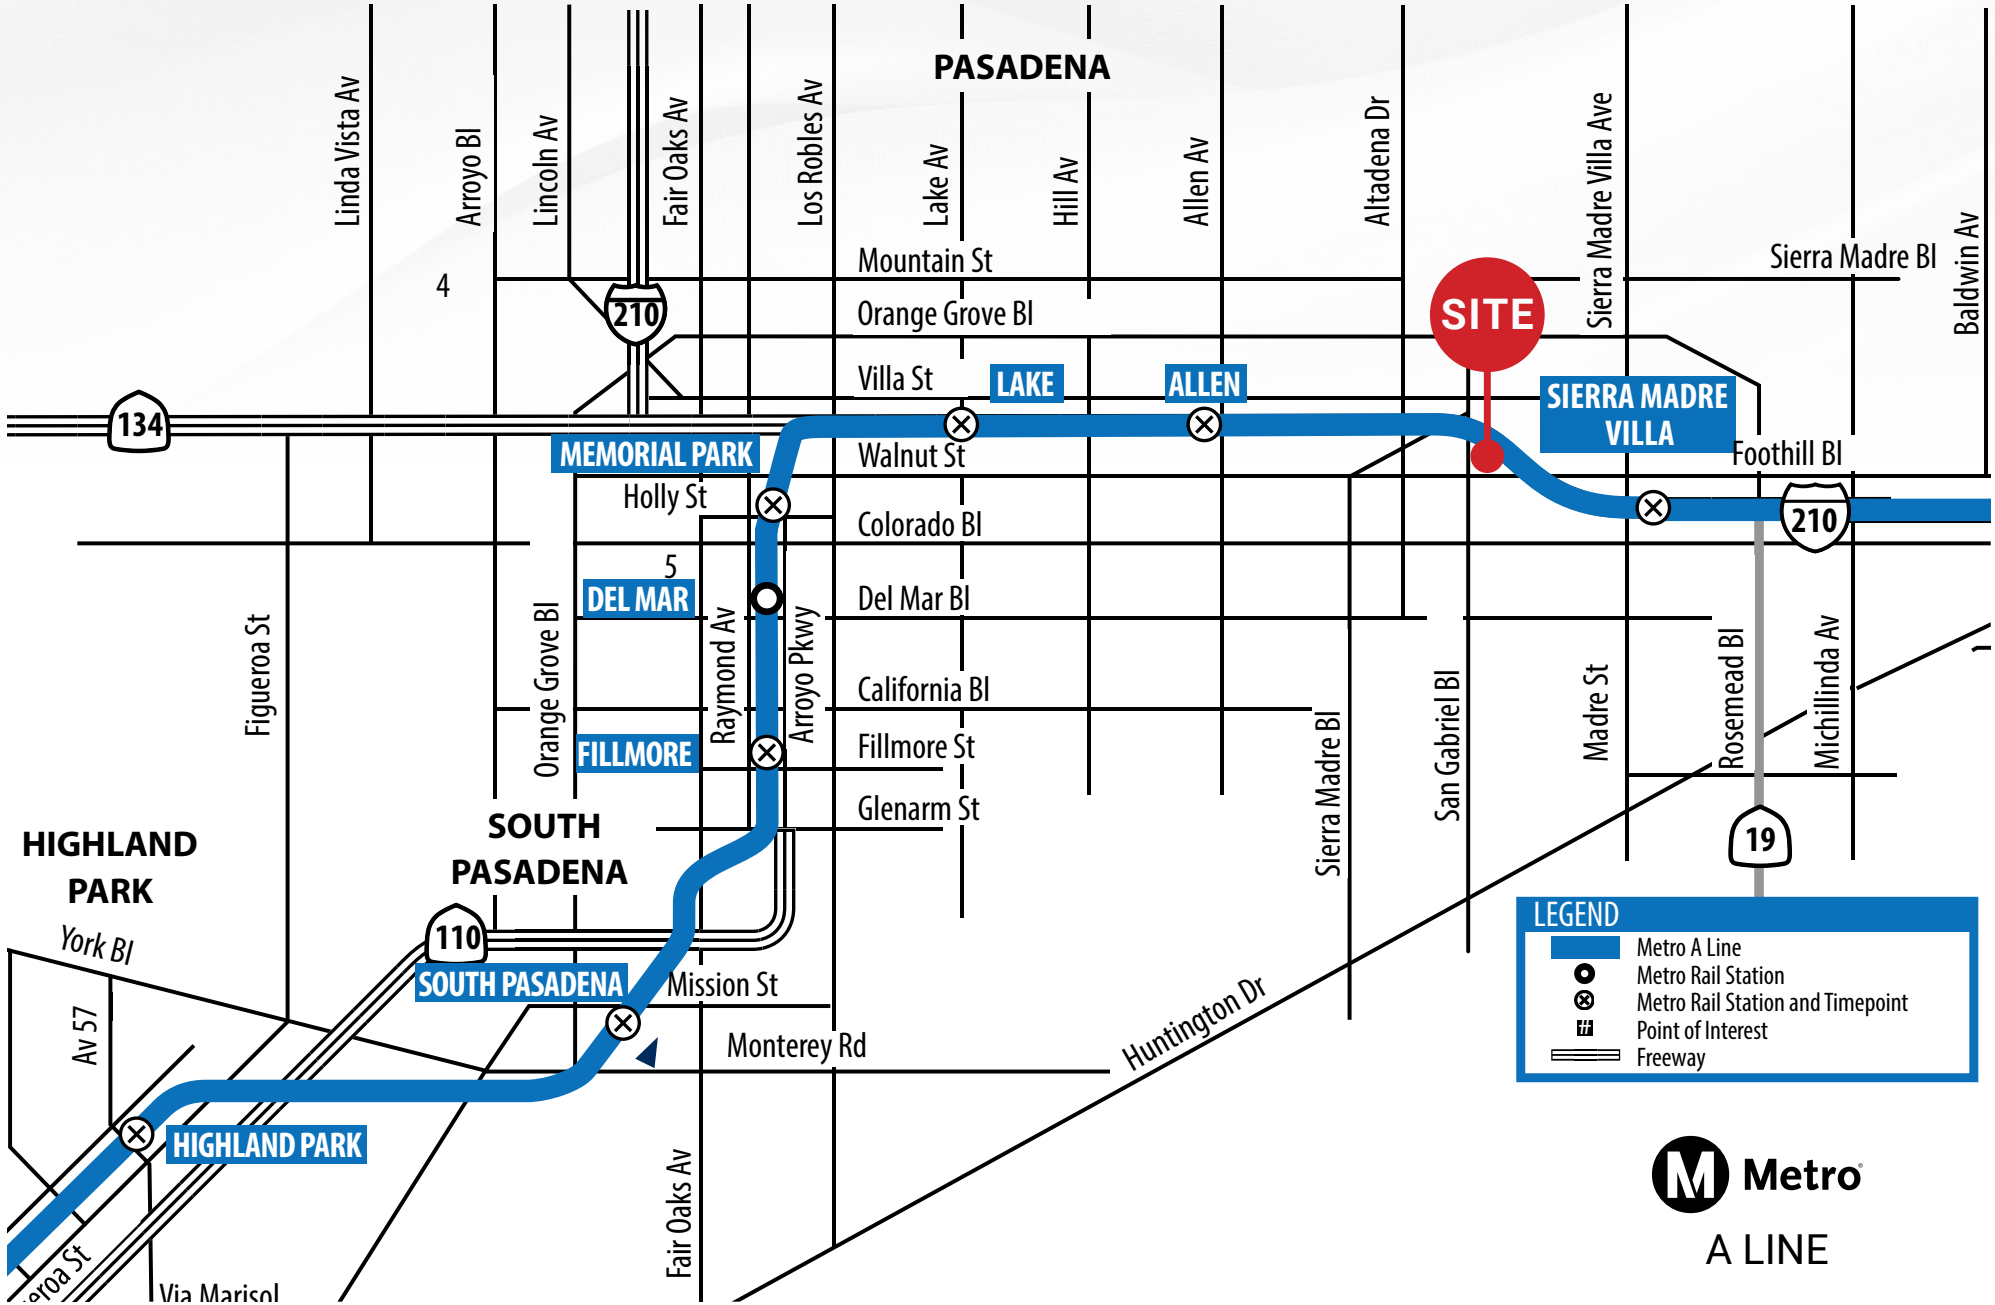 PASADENA
Linda Vista Av
Arroyo Bl
Lincoln Av
Fair Oaks Av
Los Robles Av
Lake Av
Hill Av
Allen Av
Altadena Dr
Sierra Madre Villa Ave
Baldwin Av
Mountain St
Sierra Madre Bl
4
210
Orange Grove Bl
SITE
Villa St
LAKE
ALLEN
SIERRA MADRE
VILLA
134
MEMORIAL PARK
Walnut St
Foothill Bl
Holly St
Colorado Bl
210
5
DEL MAR
Del Mar Bl
Figueroa St
Orange Grove Bl
Raymond Av
Arroyo Pkwy
California Bl
FILLMORE
Fillmore St
Glenarm St
Sierra Madre Bl
San Gabriel Bl
Madre St
Rosemead Bl
Michillinda Av
HIGHLAND
PARK
SOUTH
PASADENA
19
York Bl
110
SOUTH PASADENA
Mission St
Av 57
Monterey Rd
Huntington Dr
HIGHLAND PARK
Fair Oaks Av
eroa St
Via Marisol
LEGEND
Metro A Line
Metro Rail Station
Metro Rail Station and Timepoint
Point of Interest
Freeway
M Metro
A LINE